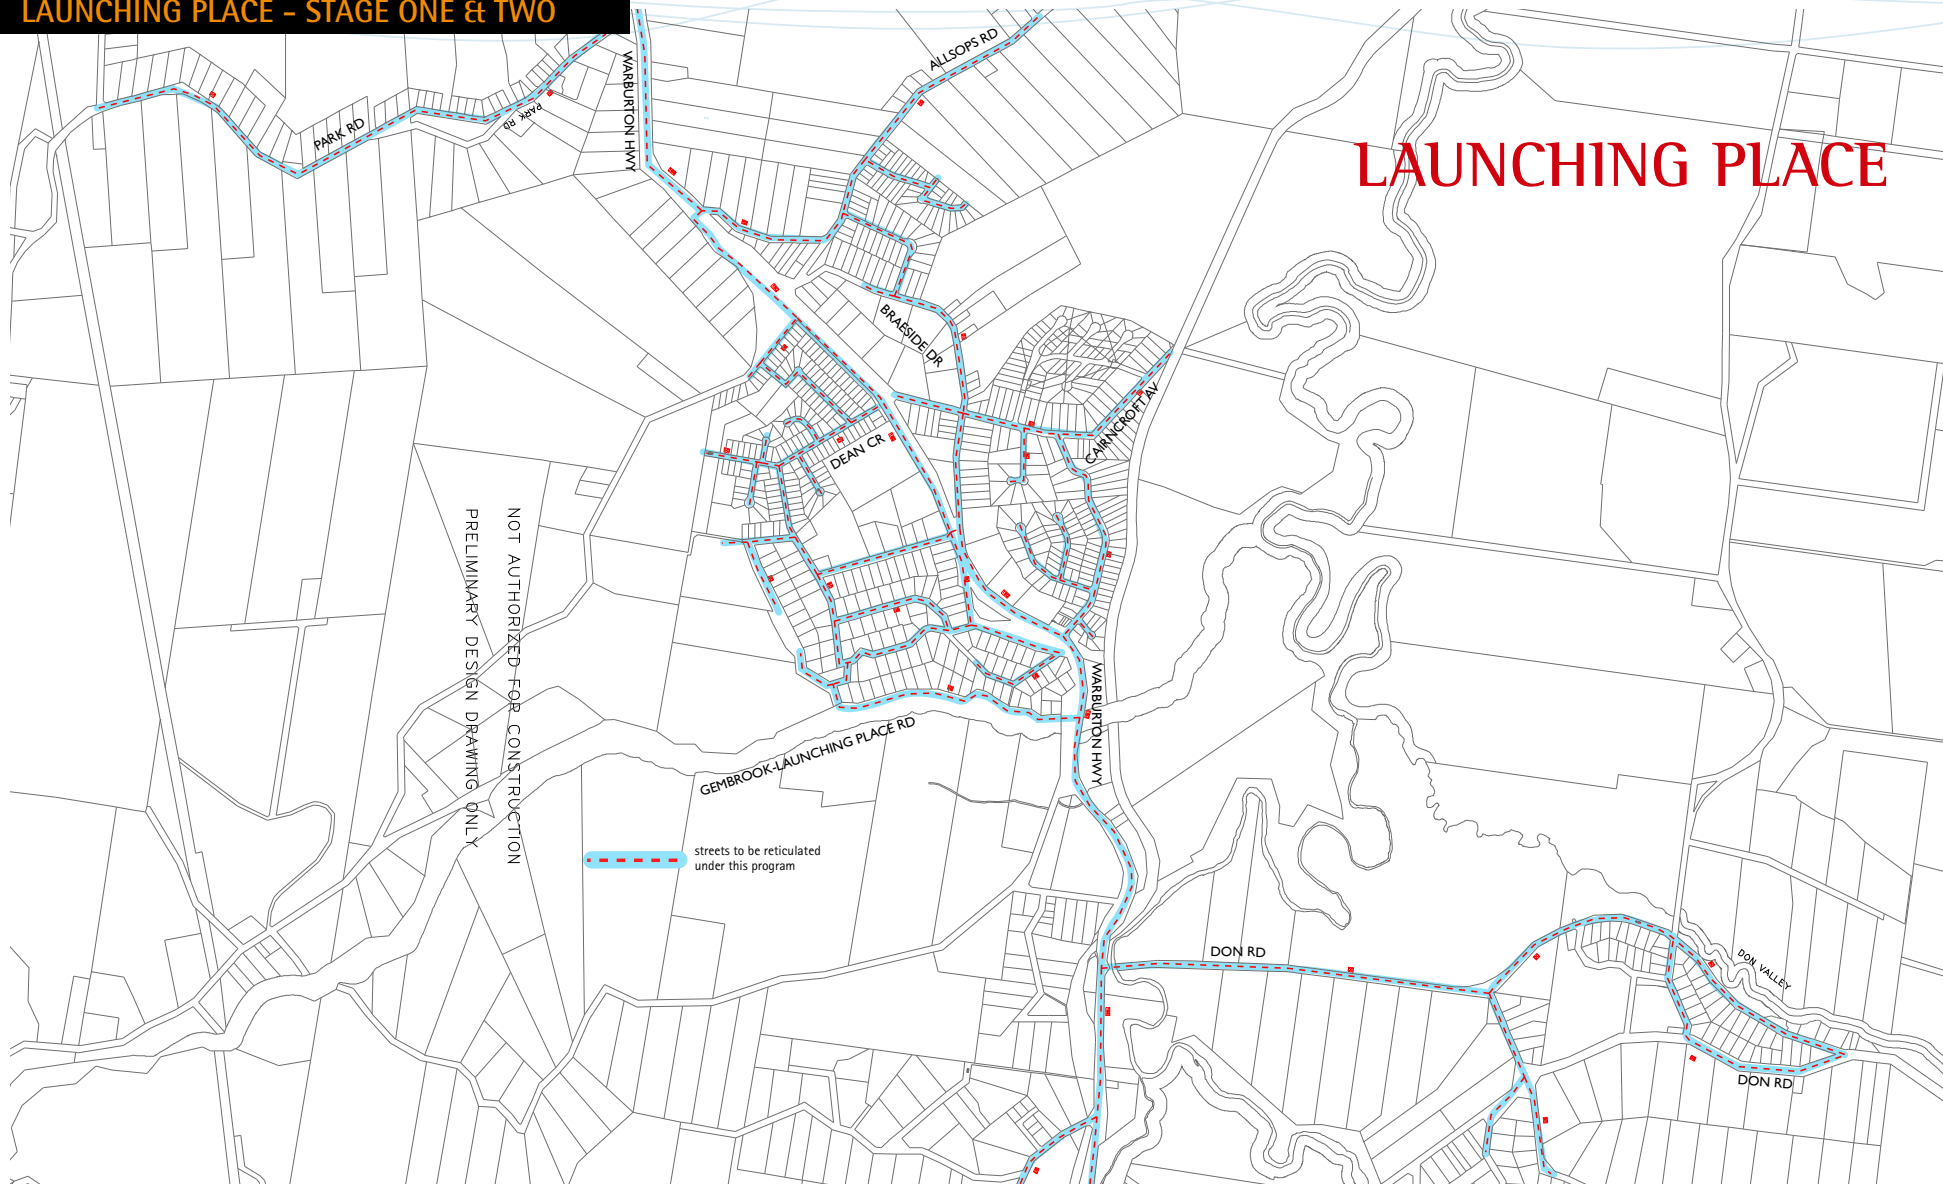 LAUNCHING PLACE - STAGE ONE & TWO
LAUNCHING PLACE
ALLSOPS RD
WARBURTON HWY
PARK RD
PARK RD
BRAESIDE DR
CAIRNCROFT AV
DEAN CR
NOT AUTHORIZED FOR CONSTRUCTION
PRELIMINARY DESIGN DRAWING ONLY
WARBURTON HWY
GEMBROOK-LAUNCHING PLACE RD
streets to be reticulated
under this program
DON RD
DON VALLEY
DON RD